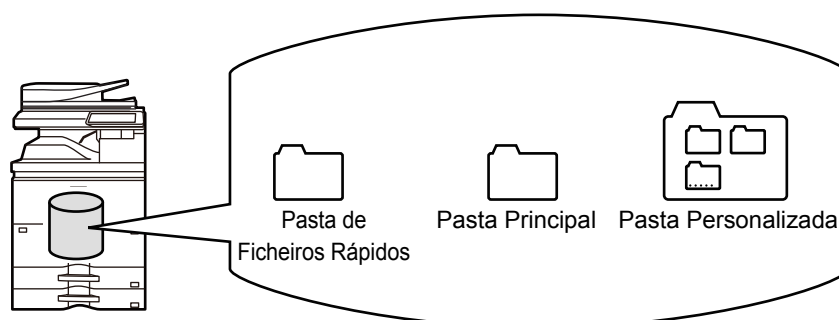 Pasta de
Ficheiros Rápidos
Pasta Principal
Pasta Personalizada